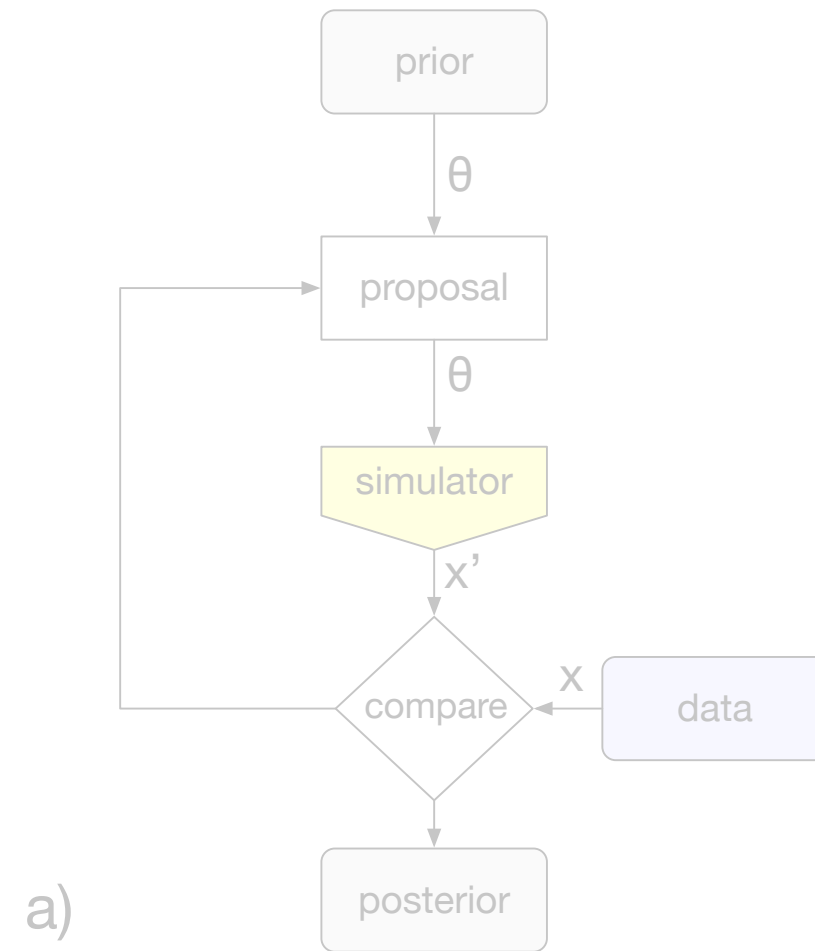 prior
θ
proposal
θ
simulator
x’
compare
x
data
posterior
a)